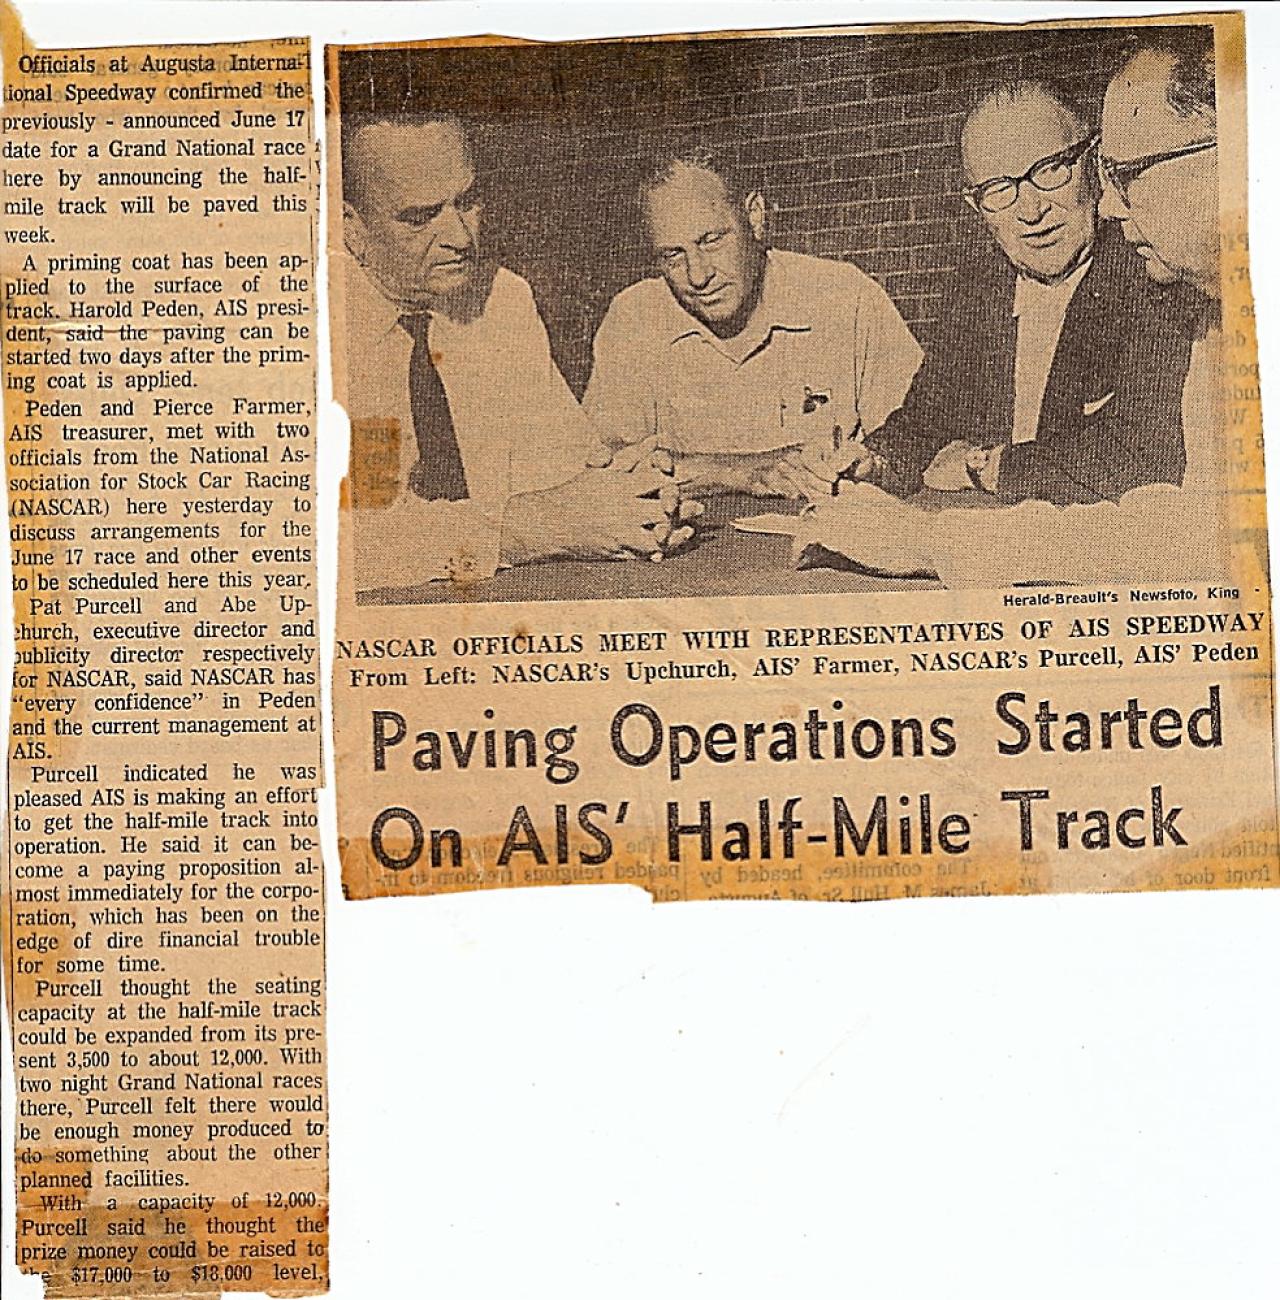 Officials at Augusta Internat-
ional Speedway confirmed the
previously - announced June 17
date for a Grand National race
here by announcing the half-
mile track will be paved this
week.
A priming coat has been ap-
plied to the surface of the
track. Harold Peden, AIS presi-
dent, said the paving can be
started two days after the prim-
ing coat is applied.
Peden and Pierce Farmer,
AIS treasurer, met with two
officials from the National As-
sociation for Stock Car Racing
(NASCAR) here yesterday to
discuss arrangements for the
June 17 race and other events
to be scheduled here this year.
Pat Purcell and Abe Up-
church, executive director and
publicity director respectively
for NASCAR, said NASCAR has
"every confidence" in Peden
and the current management at
AIS.
Purcell indicated he was
pleased AIS is making an effort
to get the half-mile track into
operation. He said it can be-
come a paying proposition al-
most immediately for the corpo-
ration, which has been on the
edge of dire financial trouble
for some time.
Purcell thought the seating
capacity at the half-mile track
could be expanded from its pre-
sent 3,500 to about 12,000. With
two night Grand National races
there, Purcell felt there would
be enough money produced to
do something about the other
planned facilities.
With a capacity of 12,000.
Purcell said he thought the
prize money could be raised to
the $17,000 to $18,000 level,
Herald-Breault's Newsfoto, King
NASCAR OFFICIALS MEET WITH REPRESENTATIVES OF AIS SPEEDWAY
From Left: NASCAR's Upchurch, AIS' Farmer, NASCAR's Purcell, AIS' Peden
Paving Operations Started
On AIS' Half-Mile Track